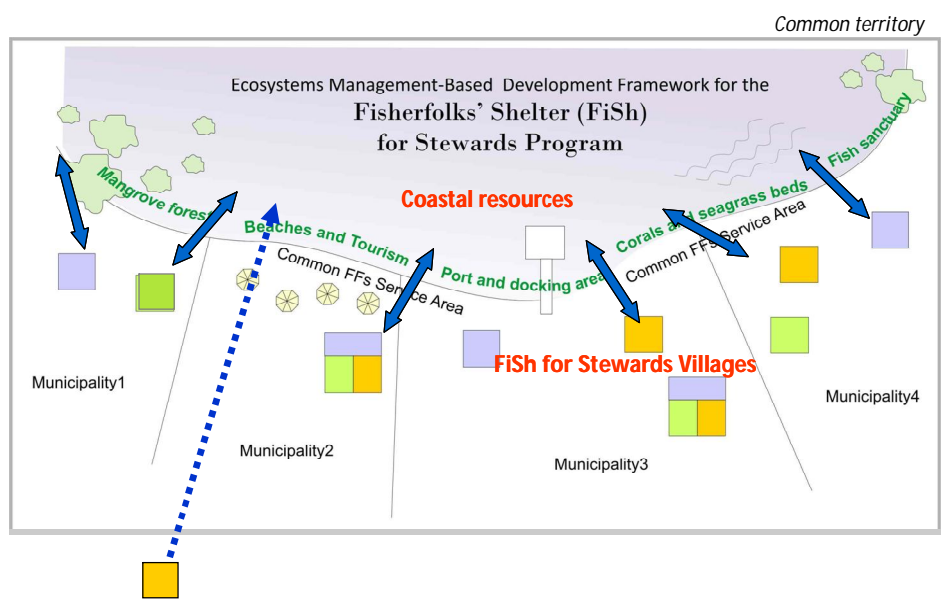 Common territory
Ecosystems Management-Based Development Framework for the
Fisherfolks' Shelter (FiSh)
for Stewards Program
Fish sanctuary
Mangrove forest
Coastal resources
Corals and seagrass beds
Beaches and Tourism
Common FFs Service Area
Common FFs Service Area
Port and docking area
FiSh for Stewards Villages
Municipality1
Municipality4
Municipality2
Municipality3